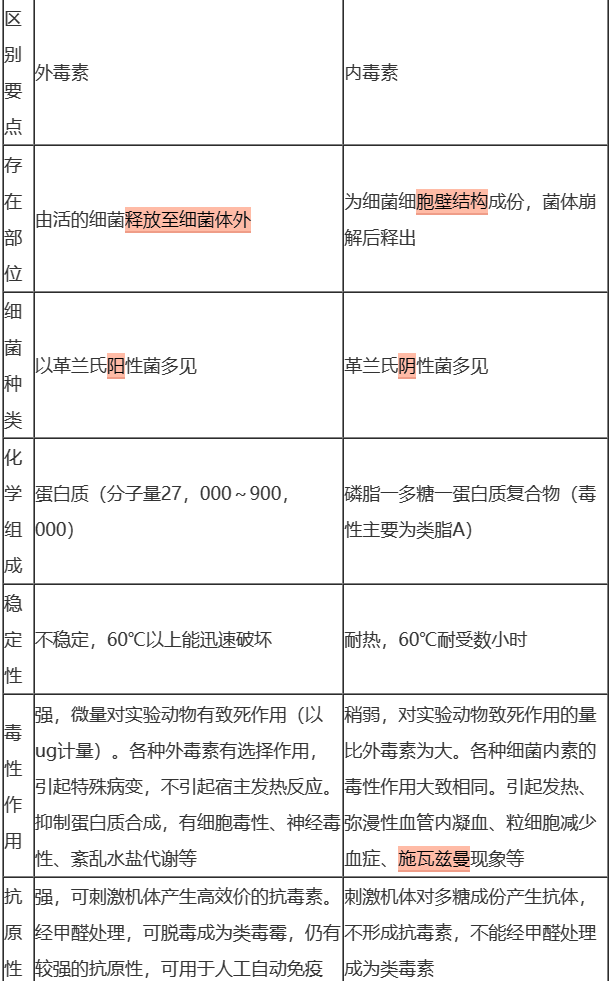 区别要点
外毒素
内毒素
存在部位
由活的细菌释放至细菌体外
为细菌细胞壁结构成份，菌体崩
解后释出
细菌种类
以革兰氏阳性菌多见
革兰氏阴性菌多见
化学组成
蛋白质（分子量27，000～900，
000）
磷脂一多糖一蛋白质复合物（毒
性主要为类脂A）
稳定性
不稳定，60℃以上能迅速破坏
耐热，60℃耐受数小时
毒性作用
强，微量对实验动物有致死作用（以
ug计量）。各种外毒素有选择作用，
引起特殊病变，不引起宿主发热反应。
抑制蛋白质合成，有细胞毒性、神经毒
性、紊乱水盐代谢等
稍弱，对实验动物致死作用的量
比外毒素为大。各种细菌内素的
毒性作用大致相同。引起发热、
弥漫性血管内凝血、粒细胞减少
血症、施瓦兹曼现象等
抗原性
强，可刺激机体产生高效价的抗毒素。
经甲醛处理，可脱毒成为类毒霉，仍有
较强的抗原性，可用于人工自动免疫
刺激机体对多糖成份产生抗体，
不形成抗毒素，不能经甲醛处理
成为类毒素